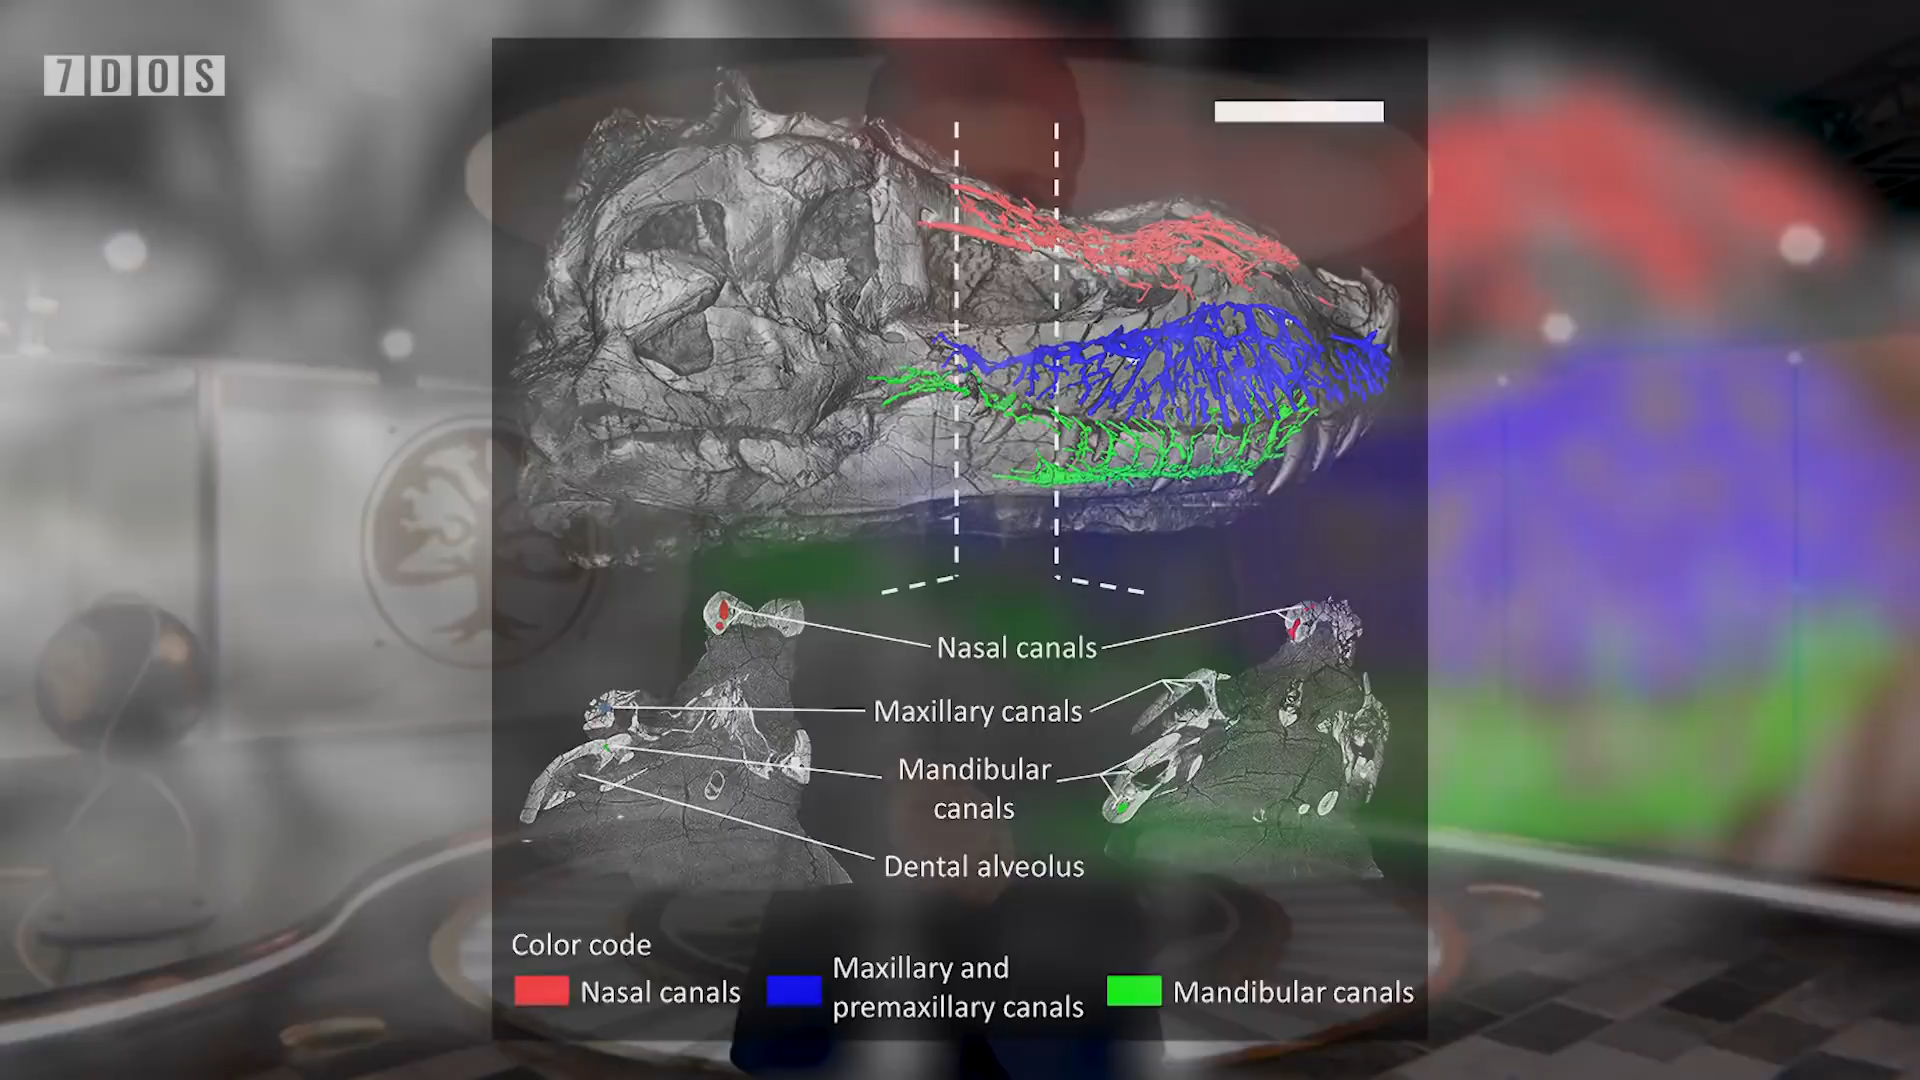 7DOS
Nasal canals
Maxillary canals
Mandibular
canals
Dental alveolus
Color code
Nasal canals
Maxillary and
premaxillary canals
Mandibular canals